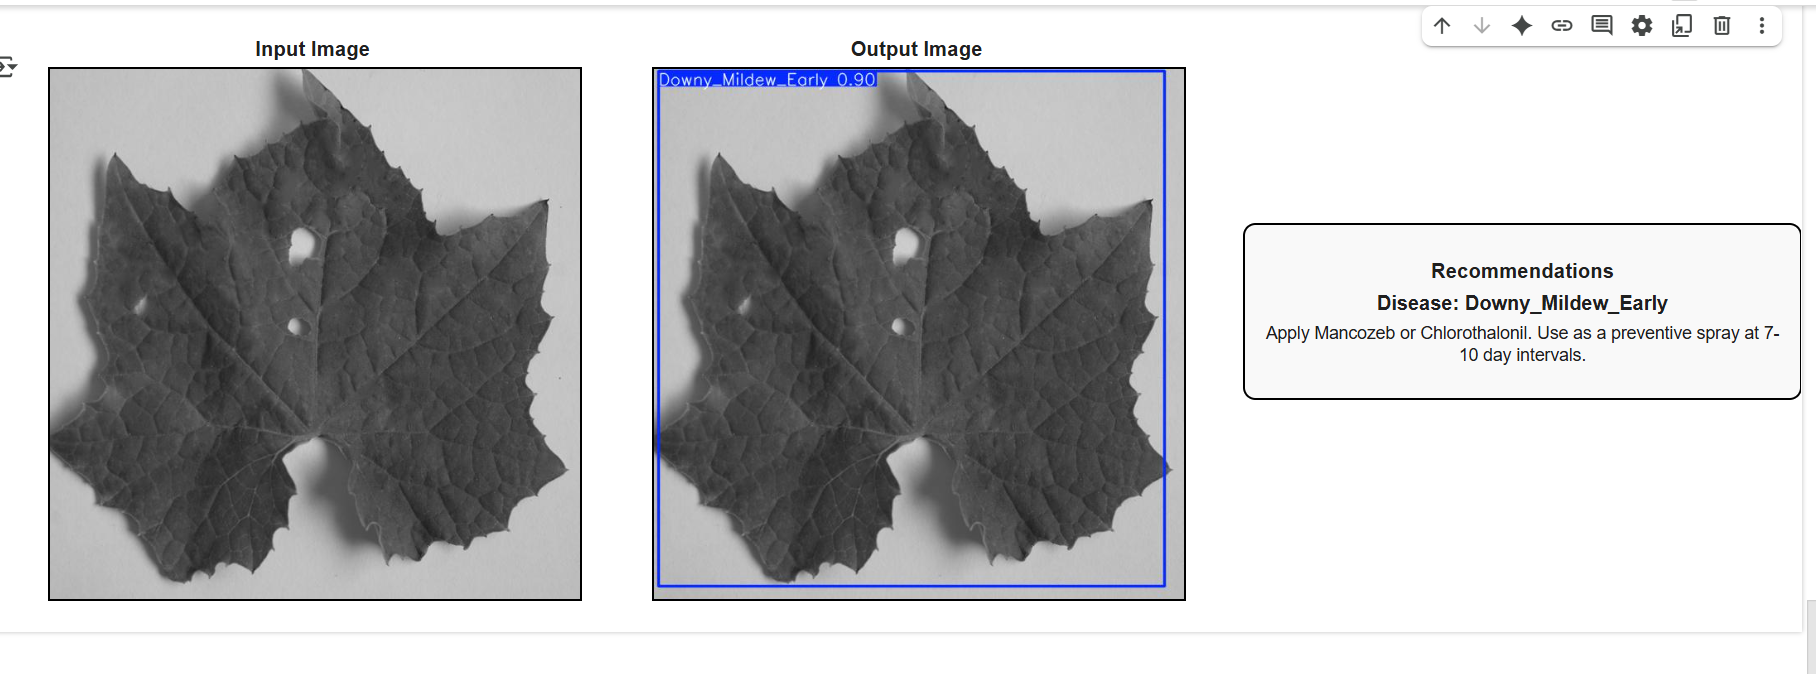 Input Image
Output Image
Downy_Mildew_Early 0.90
Recommendations
Disease: Downy_Mildew_Early
Apply Mancozeb or Chlorothalonil. Use as a preventive spray at 7-
10 day intervals.